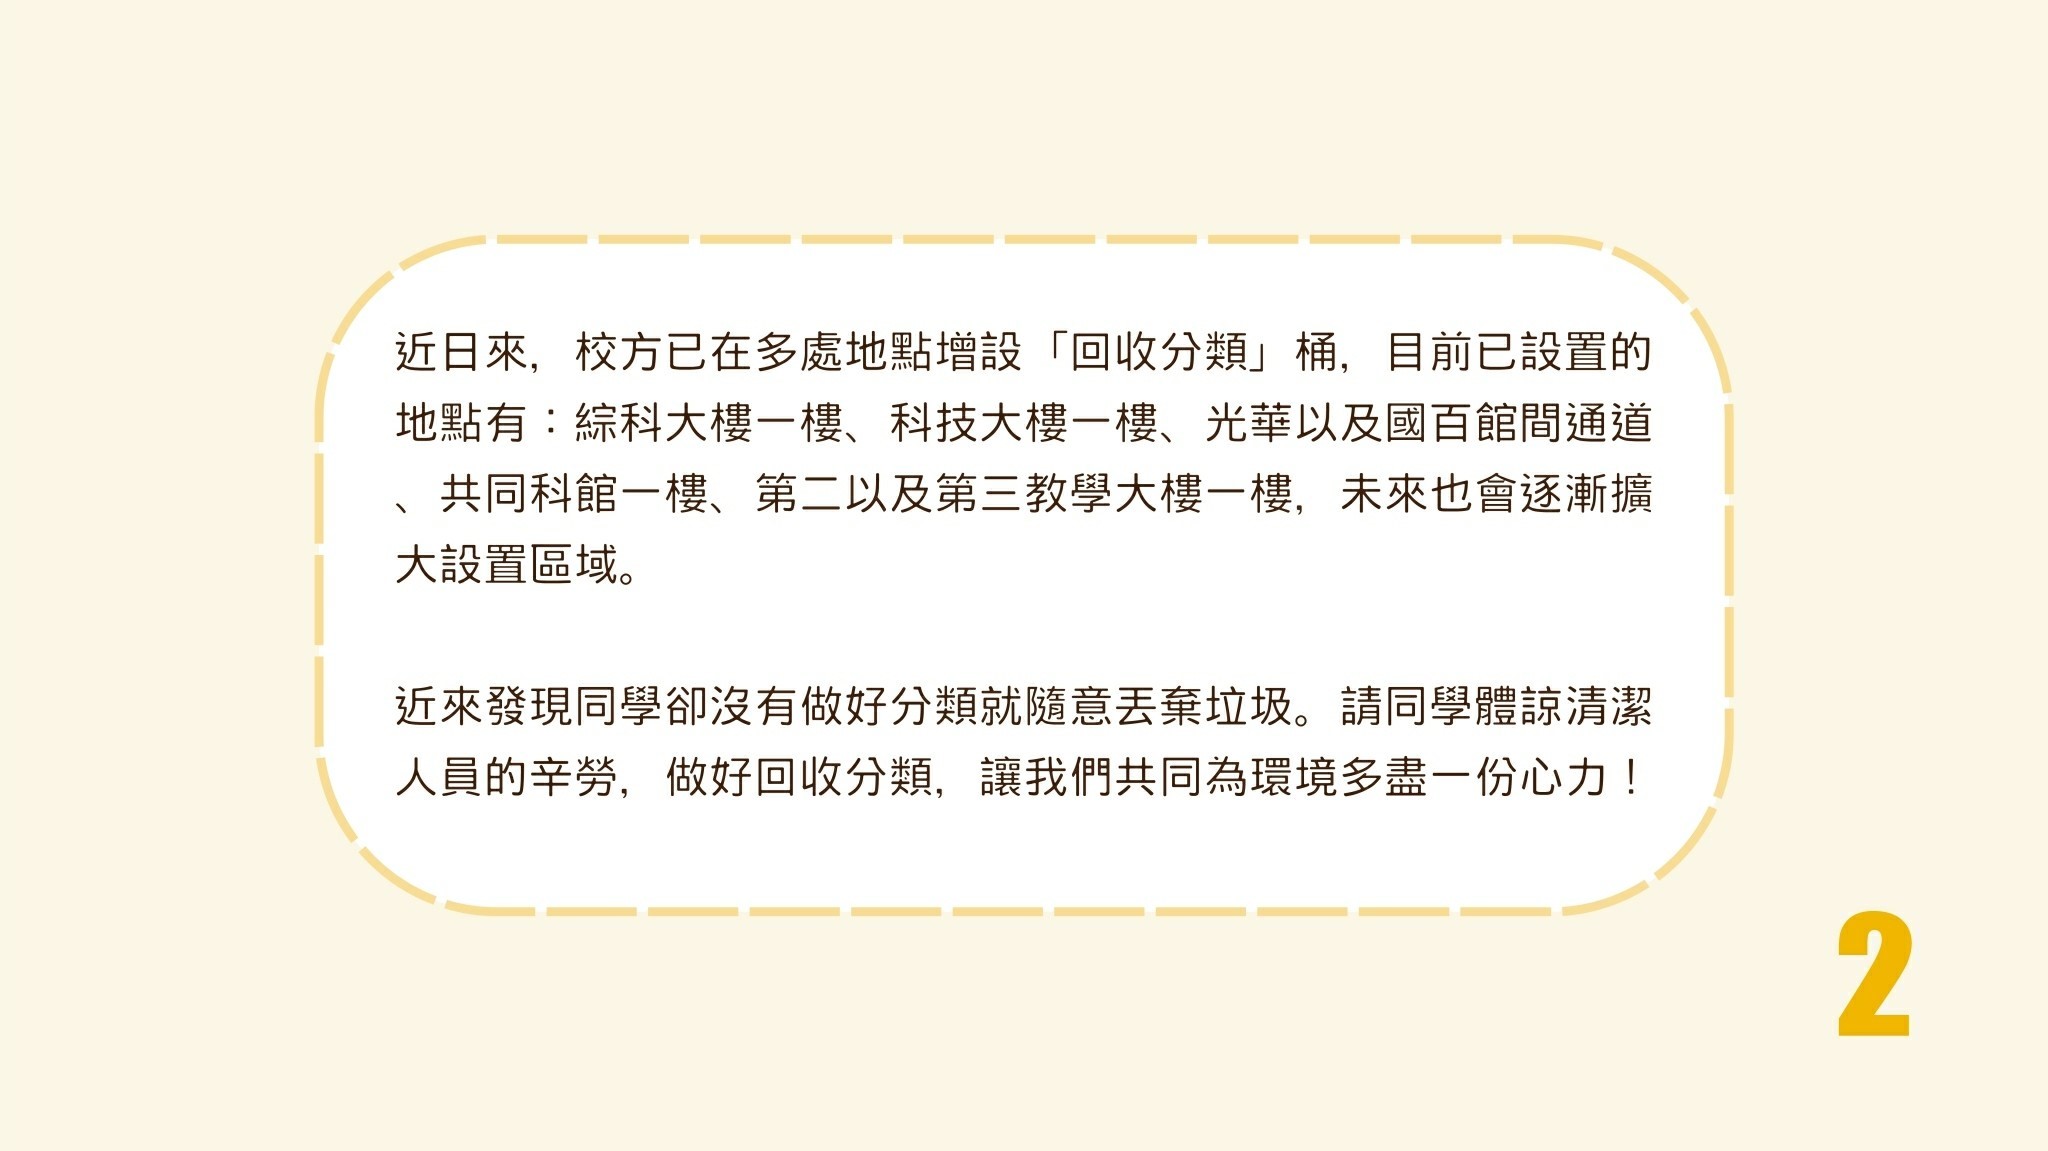 近日來，校方已在多處地點增設「回收分類」桶，目前已設置的
地點有：綜科大樓一樓、科技大樓一樓、光華以及國百館間通道
、共同科館一樓、第二以及第三教學大樓一樓，未來也會逐漸擴
大設置區域。
近來發現同學卻沒有做好分類就隨意丟棄垃圾。請同學體諒清潔
人員的辛勞，做好回收分類，讓我們共同為環境多盡一份心力！
2